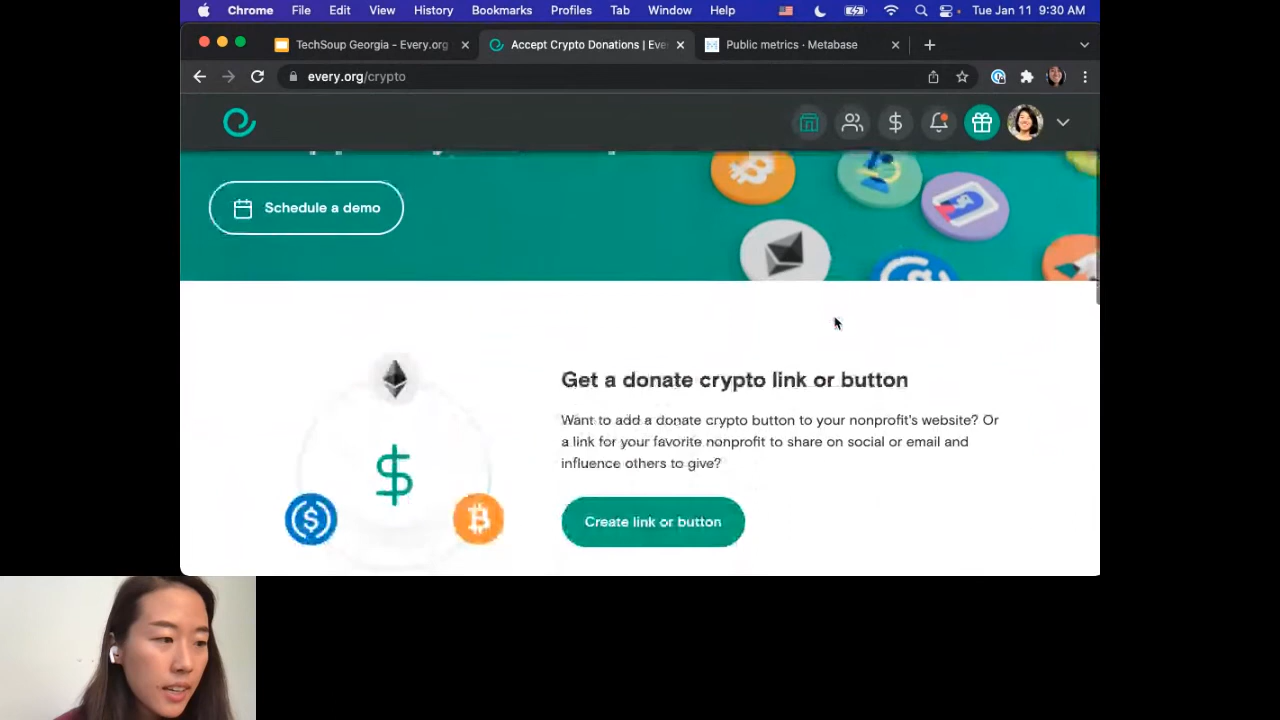 Chrome File Edit View History Bookmarks Profiles Tab Window Help Tue Jan 11 9:30 AM
TechSoup Georgia - Every.org Accept Crypto Donations | Eve Public metrics · Metabase
every.org/crypto
Schedule a demo
Get a donate crypto link or button
Want to add a donate crypto button to your nonprofit's website? Or
a link for your favorite nonprofit to share on social or email and
influence others to give?
Create link or button